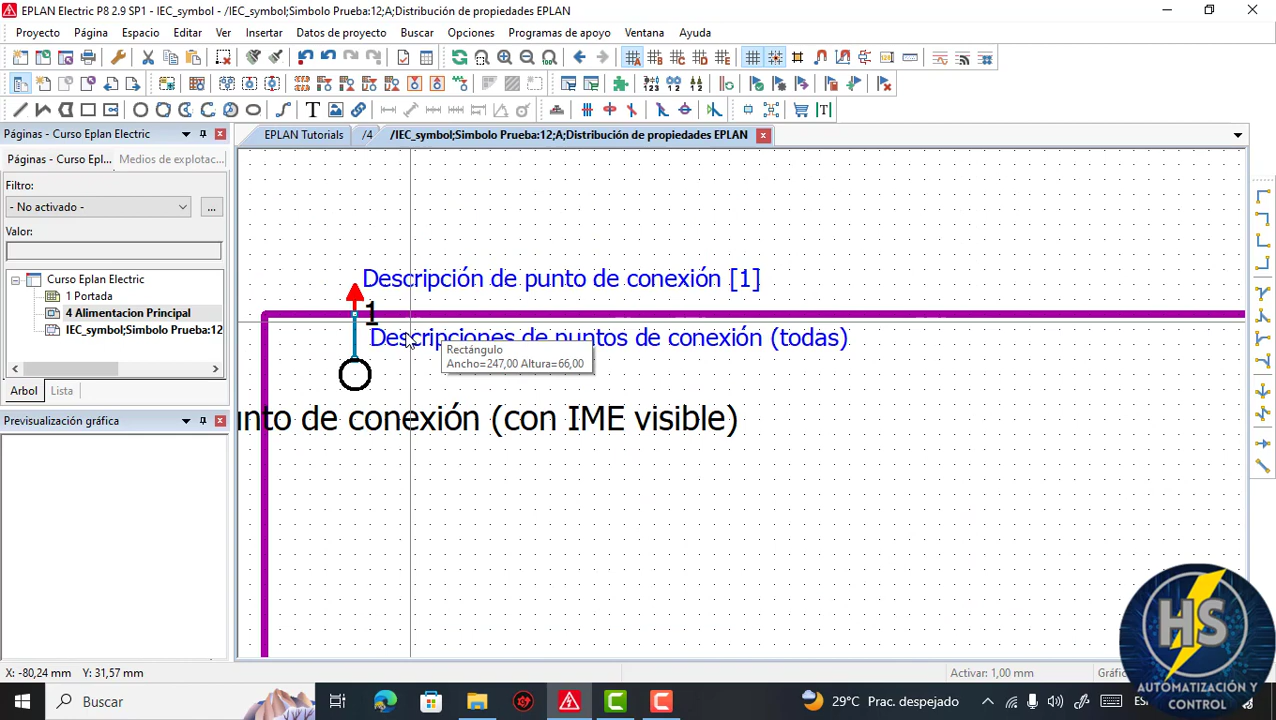 EPLAN Electric P8 2.9 SP1 - IEC_symbol - /IEC_symbol;Simbolo Prueba:12;A;Distribución de propiedades EPLAN
Proyecto Página Espacio Editar Ver Insertar Datos de proyecto Buscar Opciones Programas de apoyo Ventana Ayuda
Páginas - Curso Eplan Electric
EPLAN Tutorials /4 /IEC_symbol;Simbolo Prueba:12;A;Distribución de propiedades EPLAN
Páginas - Curso Epl... Medios de explotac...
Filtro:
- No activado - ...
Valor:
Curso Eplan Electric
1 Portada
4 Alimentacion Principal
IEC_symbol;Simbolo Prueba:12
Arbol Lista
Previsualización gráfica
Descripción de punto de conexión [1]
1
Descripciones de puntos de conexión (todas)
Rectángulo
Ancho=247,00 Altura=66,00
unto de conexión (con IME visible)
HS
AUTOMATIZACIÓN Y CONTROL
X: -80,24 mm Y: 31,57 mm Activar: 1,00 mm Gráfic
Buscar 29°C Prac. despejado ES